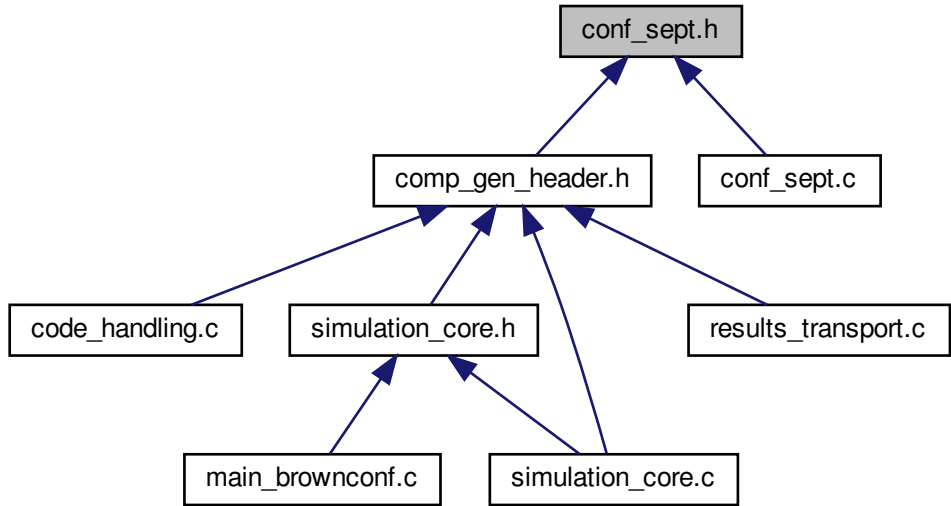 conf_sept.h
comp_gen_header.h
conf_sept.c
code_handling.c
simulation_core.h
results_transport.c
main_brownconf.c
simulation_core.c